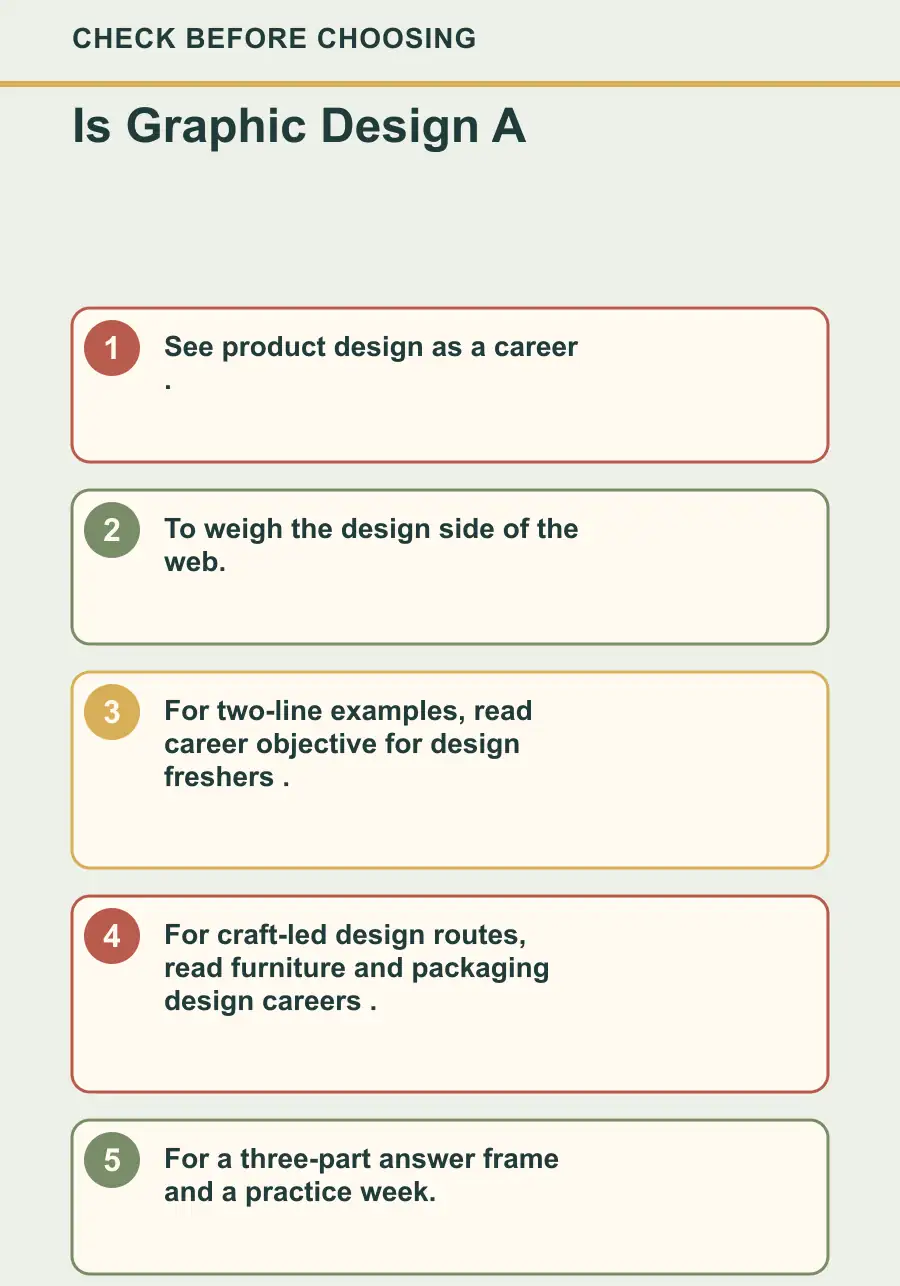 CHECK BEFORE CHOOSING
Is Graphic Design A
1
See product design as a career
.
2
To weigh the design side of the
web.
3
For two-line examples, read
career objective for design
freshers .
4
For craft-led design routes,
read furniture and packaging
design careers .
5
For a three-part answer frame
and a practice week.